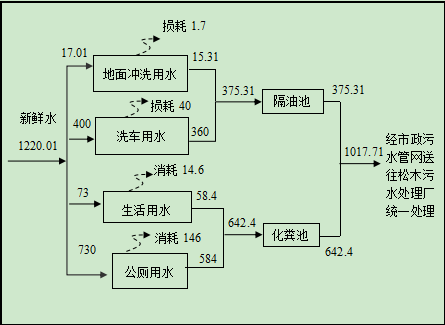 损耗 1.7
17.01
地面冲洗用水
15.31
375.31
隔油池
375.31
损耗 40
新鲜水
400
洗车用水
360
1220.01
1017.71
经市政污
水管网送
往松木污
水处理厂
统一处理
消耗 14.6
73
生活用水
58.4
642.4
化粪池
642.4
消耗 146
730
公厕用水
584